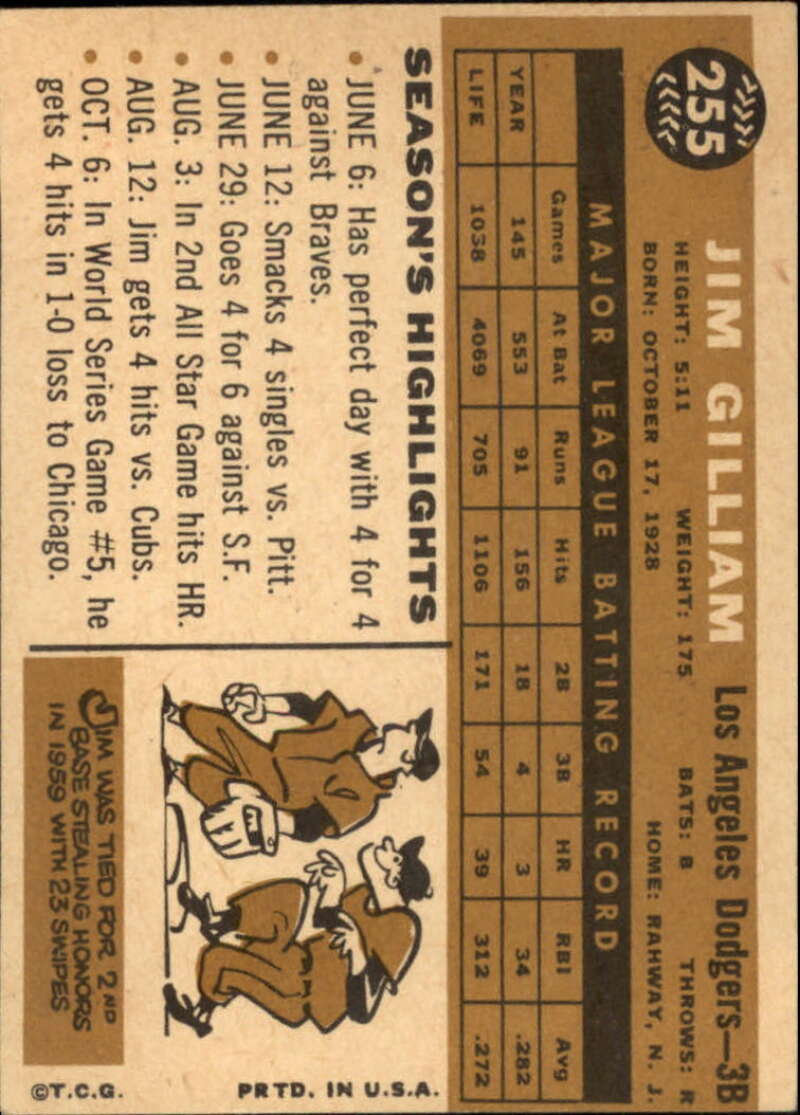 255
JIM GILLIAM Los Angeles Dodgers—3B
HEIGHT: 5:11 WEIGHT: 175 BATS: B THROWS: R
BORN: OCTOBER 17, 1928 HOME: RAHWAY, N. J.
MAJOR LEAGUE BATTING RECORD
Games At Bat Runs Hits 2B 3B HR RBI Avg
YEAR 145 553 91 156 18 4 3 34 .282
LIFE 1038 4069 705 1106 171 54 39 312 .272
SEASON'S HIGHLIGHTS
• JUNE 6: Has perfect day with 4 for 4
against Braves.
• JUNE 12: Smacks 4 singles vs. Pitt.
• JUNE 29: Goes 4 for 6 against S.F.
• AUG. 3: In 2nd All Star Game hits HR.
• AUG. 12: Jim gets 4 hits vs. Cubs.
• OCT. 6: In World Series Game #5, he
gets 4 hits in 1-0 loss to Chicago.
JIM WAS TIED FOR 2ND
BASE STEALING HONORS
IN 1959 WITH 23 SWIPES
©T.C.G. PRTD. IN U.S.A.